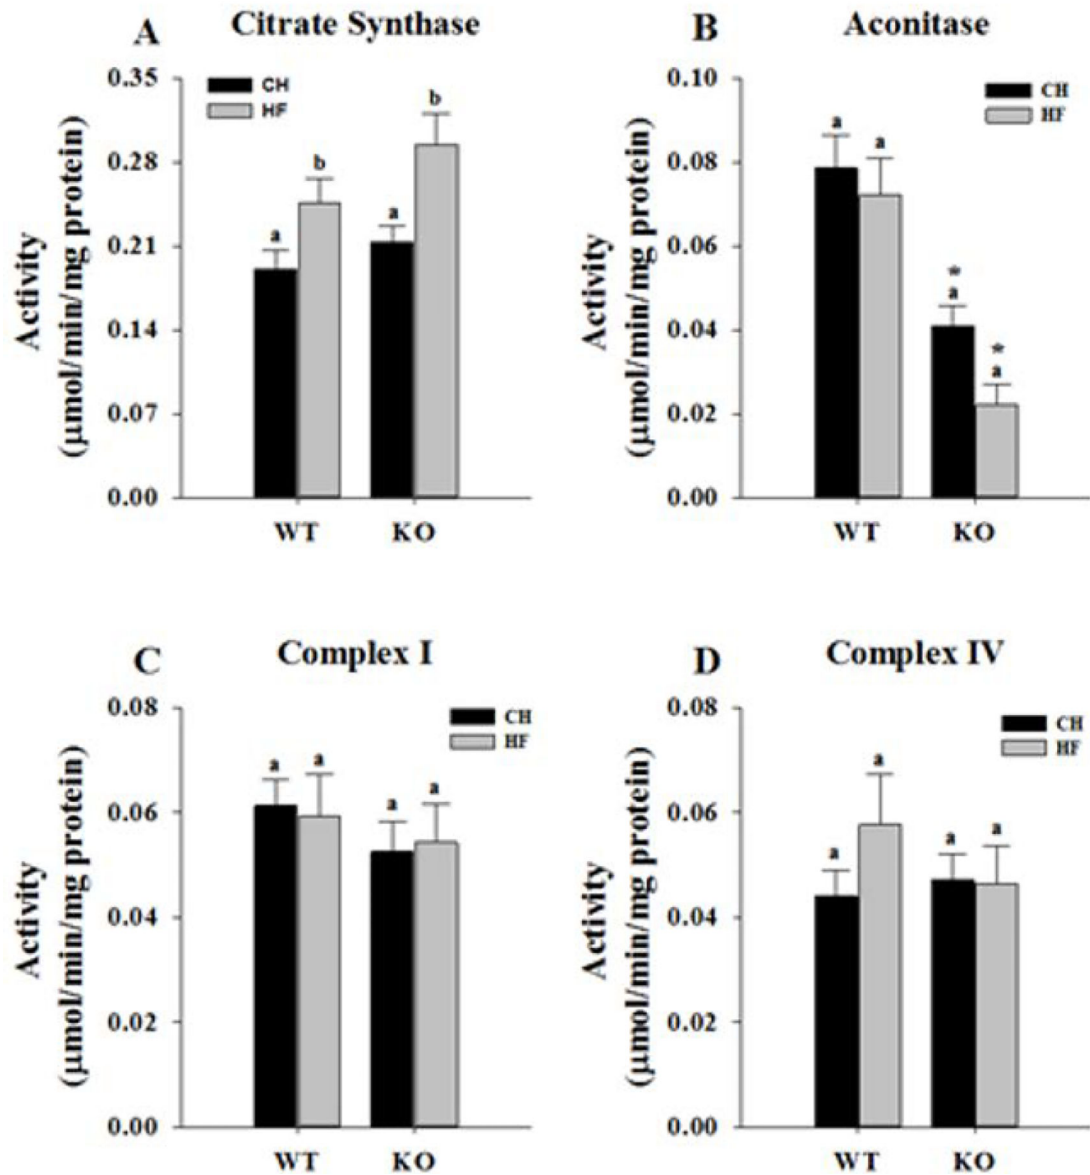 A
Citrate Synthase
Activity
(μmol/min/mg protein)
0.35
0.28
0.21
0.14
0.07
0.00
CH
HF
a
b
a
b
WT
KO
B
Aconitase
Activity
(μmol/min/mg protein)
0.10
0.08
0.06
0.04
0.02
0.00
CH
HF
a
a
*
a
*
a
WT
KO
C
Complex I
Activity
(μmol/min/mg protein)
0.08
0.06
0.04
0.02
0.00
CH
HF
a
a
a
a
WT
KO
D
Complex IV
Activity
(μmol/min/mg protein)
0.08
0.06
0.04
0.02
0.00
CH
HF
a
a
a
a
WT
KO